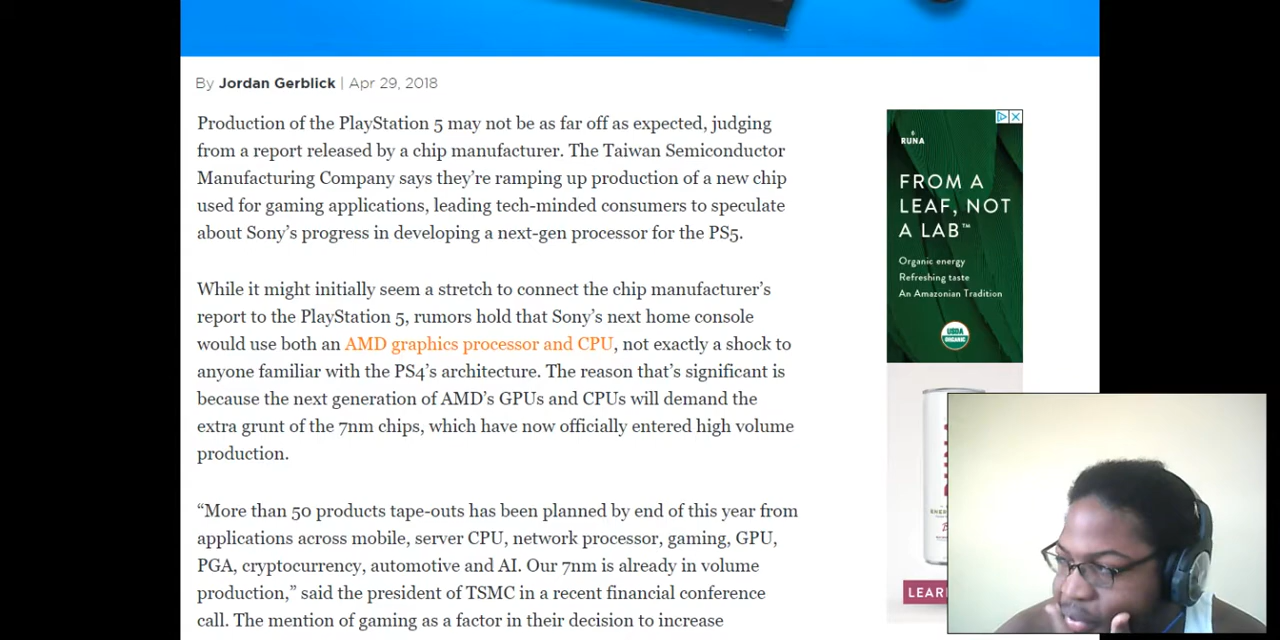 By Jordan Gerblick | Apr 29, 2018
Production of the PlayStation 5 may not be as far off as expected, judging
from a report released by a chip manufacturer. The Taiwan Semiconductor
Manufacturing Company says they're ramping up production of a new chip
used for gaming applications, leading tech-minded consumers to speculate
about Sony's progress in developing a next-gen processor for the PS5.
While it might initially seem a stretch to connect the chip manufacturer's
report to the PlayStation 5, rumors hold that Sony's next home console
would use both an AMD graphics processor and CPU, not exactly a shock to
anyone familiar with the PS4's architecture. The reason that's significant is
because the next generation of AMD's GPUs and CPUs will demand the
extra grunt of the 7nm chips, which have now officially entered high volume
production.
“More than 50 products tape-outs has been planned by end of this year from
applications across mobile, server CPU, network processor, gaming, GPU,
PGA, cryptocurrency, automotive and AI. Our 7nm is already in volume
production,” said the president of TSMC in a recent financial conference
call. The mention of gaming as a factor in their decision to increase
RUNA
FROM A
LEAF, NOT
A LAB™
Organic energy
Refreshing taste
An Amazonian Tradition
USDA
ORGANIC